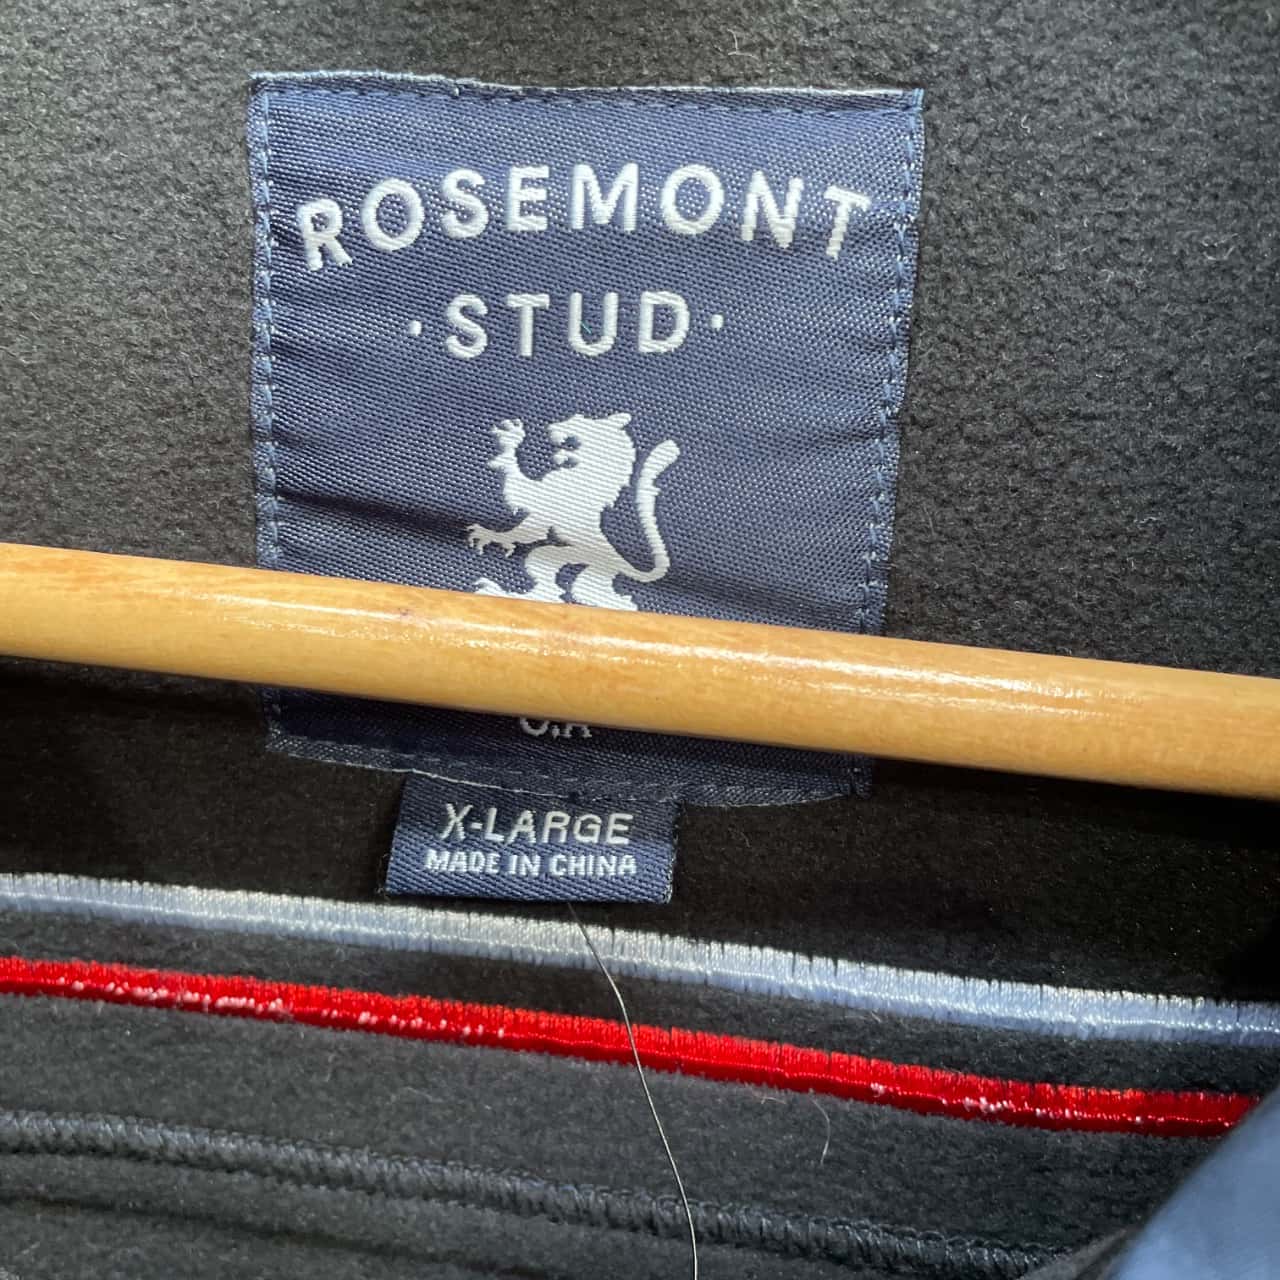 ROSEMONT
· STUD ·
X-LARGE
MADE IN CHINA